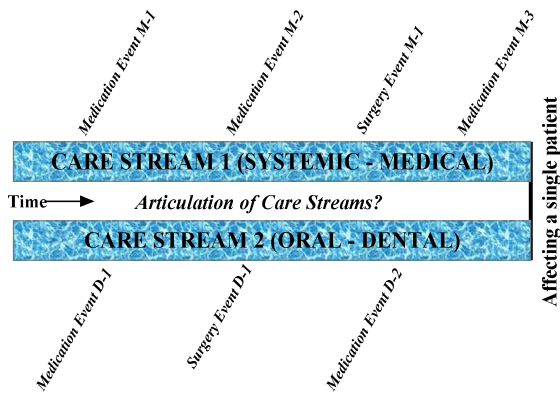 Medication Event M-1
Medication Event M-2
Surgery Event M-1
Medication Event M-3
CARE STREAM 1 (SYSTEMIC - MEDICAL)
Time
Articulation of Care Streams?
CARE STREAM 2 (ORAL - DENTAL)
Affecting a single patient
Medication Event D-1
Surgery Event D-1
Medication Event D-2